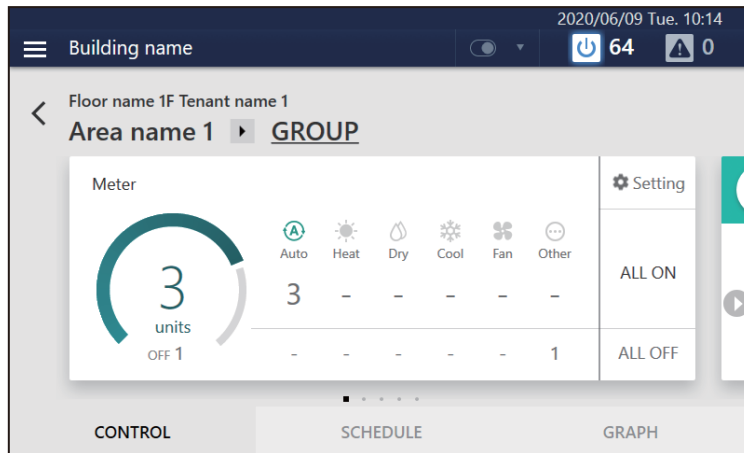 2020/06/09 Tue. 10:14
Building name 64 0
Floor name 1F Tenant name 1
Area name 1 GROUP
Meter
Setting
A
Auto Heat Dry Cool Fan Other
3 - - - - -
ALL ON
3
units
OFF 1
- - - - - 1
ALL OFF
CONTROL SCHEDULE GRAPH